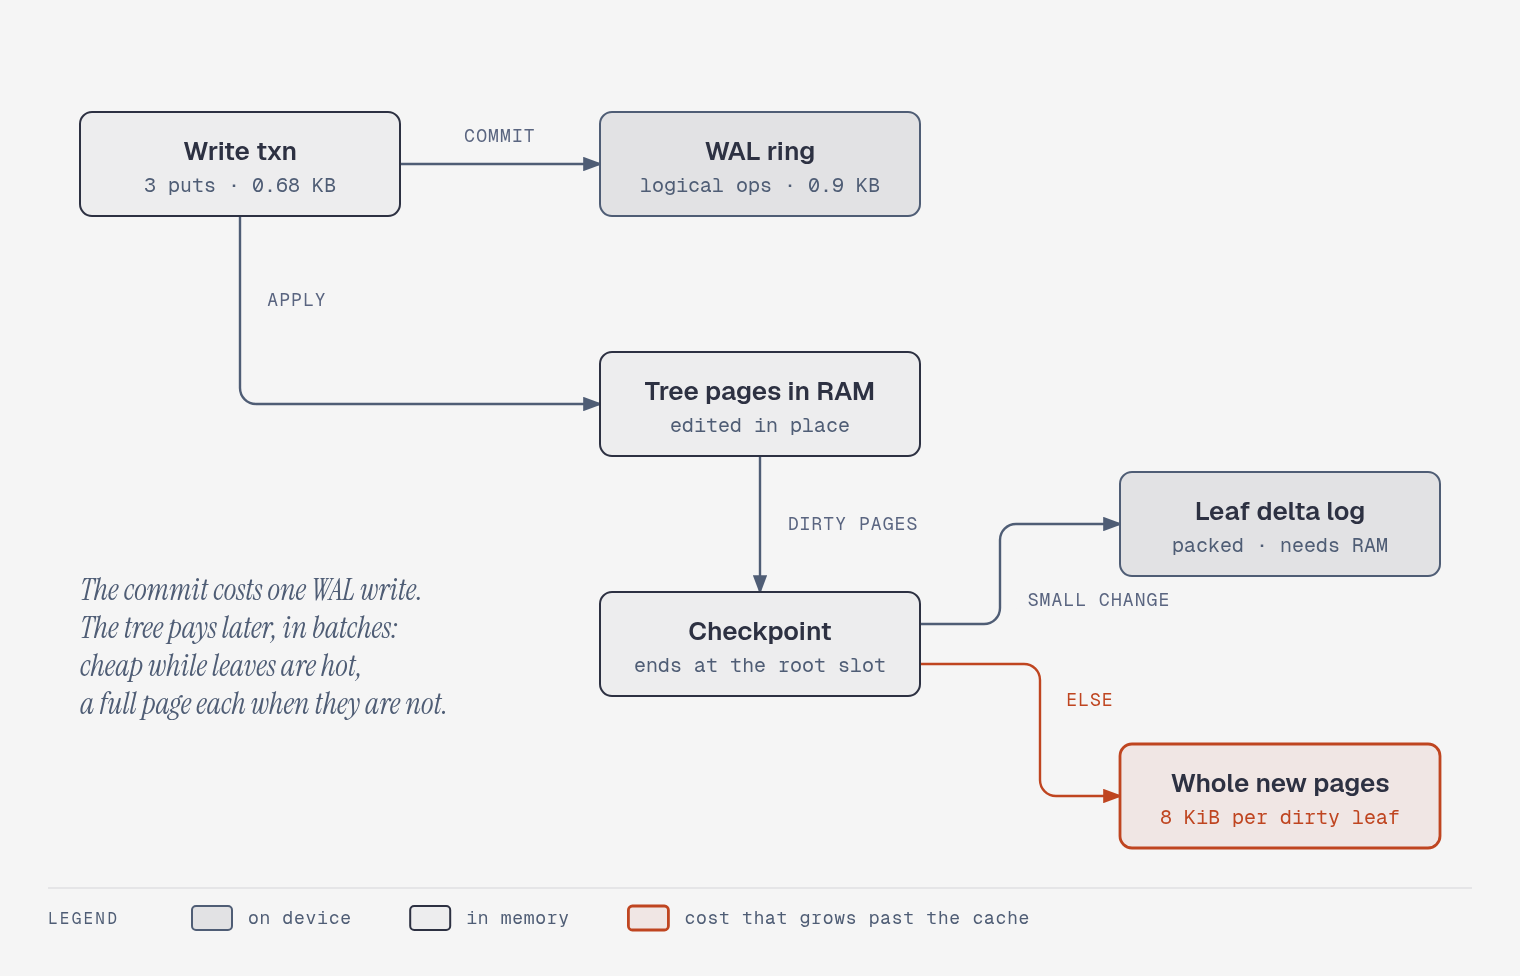 Write txn
3 puts · 0.68 KB
COMMIT
WAL ring
logical ops · 0.9 KB
APPLY
Tree pages in RAM
edited in place
DIRTY PAGES
Leaf delta log
packed · needs RAM
SMALL CHANGE
The commit costs one WAL write.
The tree pays later, in batches:
cheap while leaves are hot,
a full page each when they are not.
Checkpoint
ends at the root slot
ELSE
Whole new pages
8 KiB per dirty leaf
LEGEND
on device
in memory
cost that grows past the cache